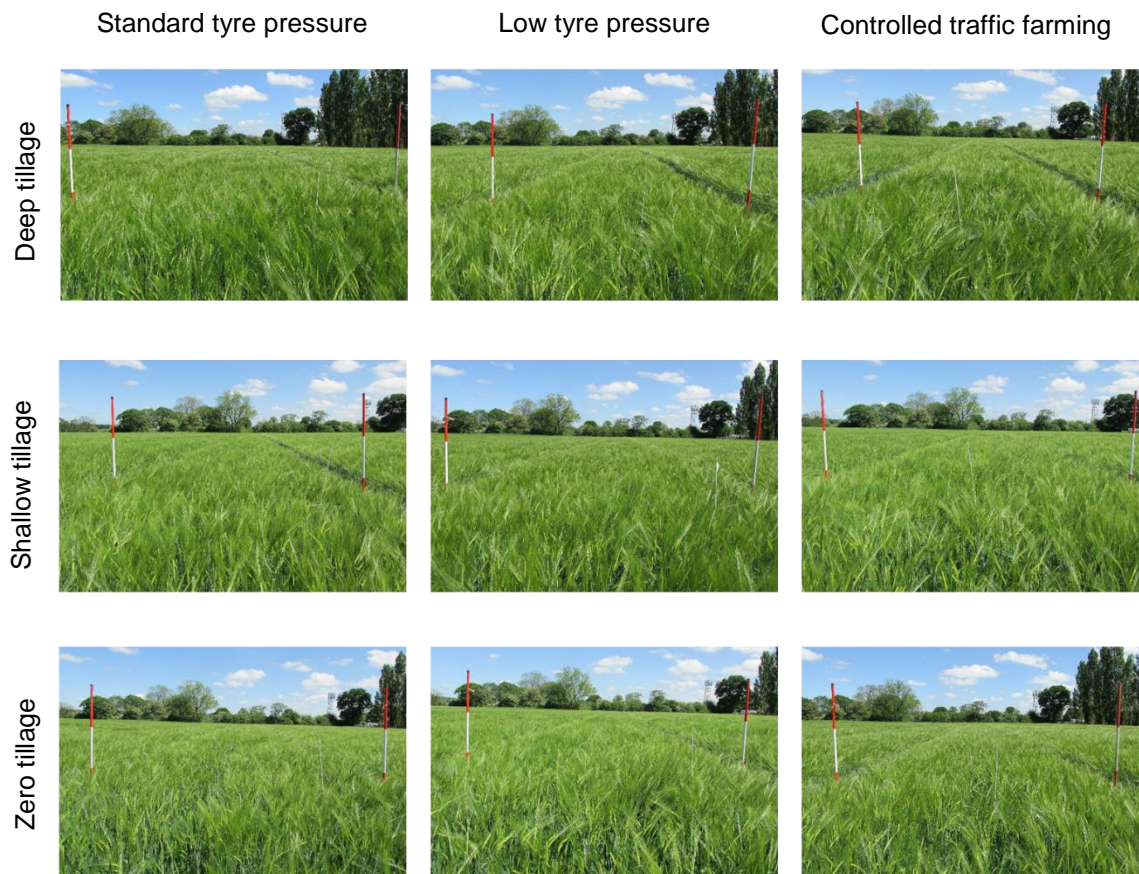 Standard tyre pressure
Low tyre pressure
Controlled traffic farming
Deep tillage
Shallow tillage
Zero tillage